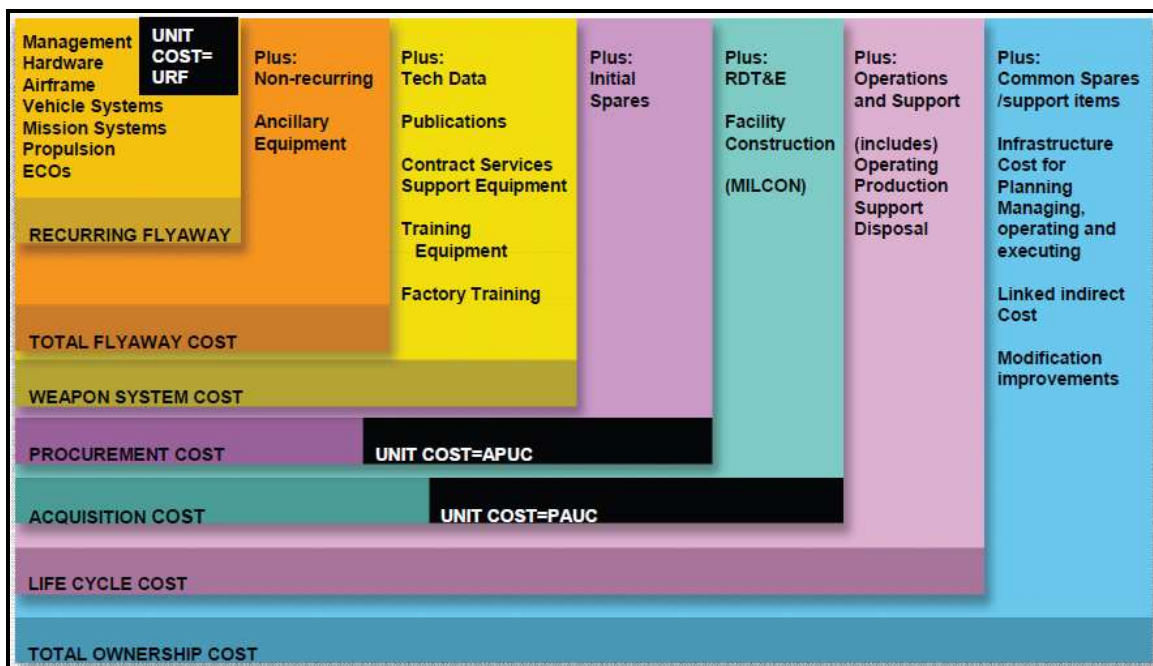 Management
Hardware
Airframe
Vehicle Systems
Mission Systems
Propulsion
ECOs
UNIT
COST=
URF
RECURRING FLYAWAY
Plus:
Non-recurring
Ancillary
Equipment
TOTAL FLYAWAY COST
Plus:
Tech Data
Publications
Contract Services
Support Equipment
Training
Equipment
Factory Training
WEAPON SYSTEM COST
Plus:
Initial
Spares
PROCUREMENT COST
UNIT COST=APUC
Plus:
RDT&E
Facility
Construction
(MILCON)
ACQUISITION COST
UNIT COST=PAUC
Plus:
Operations
and Support
(includes)
Operating
Production
Support
Disposal
LIFE CYCLE COST
Plus:
Common Spares
/support items
Infrastructure
Cost for
Planning
Managing,
operating and
executing
Linked indirect
Cost
Modification
improvements
TOTAL OWNERSHIP COST